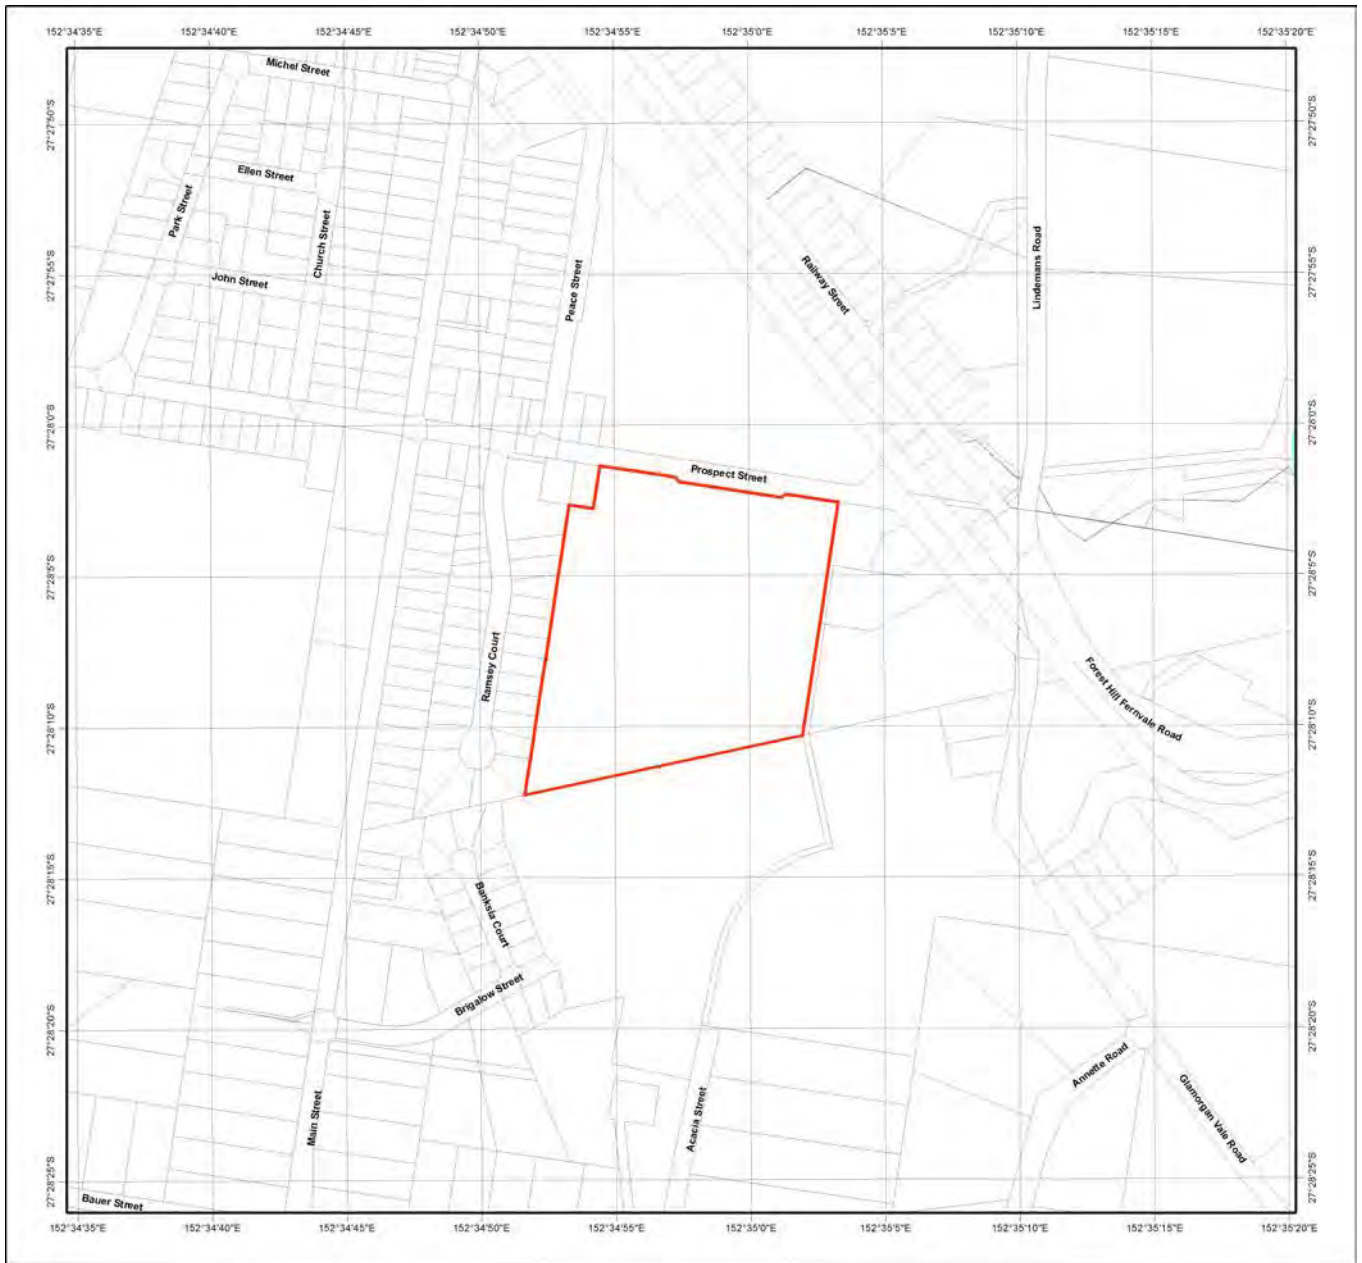 152°34'35"E 152°34'40"E 152°34'45"E 152°34'50"E 152°34'55"E 152°35'0"E 152°35'5"E 152°35'10"E 152°35'15"E 152°35'20"E
Michel Street
27°27'50"S
27°27'50"S
Ellen Street
Park Street
Church Street
Lindemans Road
27°27'55"S
27°27'55"S
John Street
Peace Street
Railway Street
27°28'0"S
27°28'0"S
Prospect Street
27°28'5"S
27°28'5"S
Ramsey Court
Forest Hill Fernvale Road
27°28'10"S
27°28'10"S
27°28'15"S
27°28'15"S
Banksia Court
Brigalow Street
27°28'20"S
27°28'20"S
Annette Road
Main Street
Acacia Street
Glamorgan Vale Road
27°28'25"S
27°28'25"S
Bauer Street
152°34'35"E 152°34'40"E 152°34'45"E 152°34'50"E 152°34'55"E 152°35'0"E 152°35'5"E 152°35'10"E 152°35'15"E 152°35'20"E